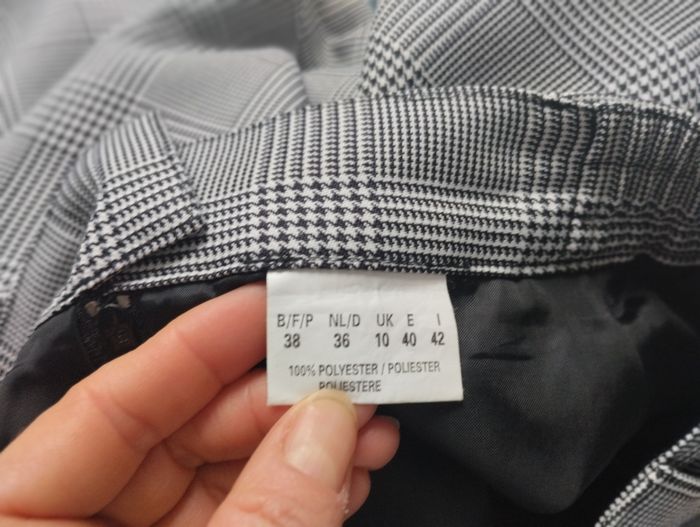 B/F/P NL/D UK E I
38 36 10 40 42
100% POLYESTER / POLIESTER
POLIESTERE